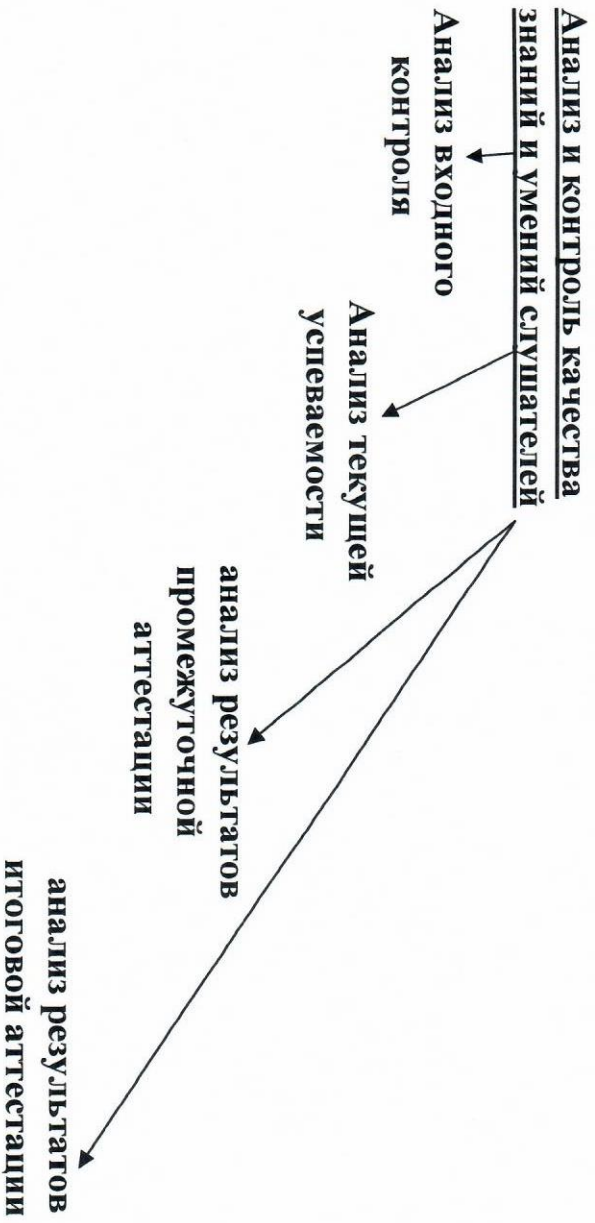 Анализ и контроль качества
знаний и умений слушателей
Анализ входного
контроля
Анализ текущей
успеваемости
анализ результатов
промежуточной
аттестации
анализ результатов
итоговой аттестации